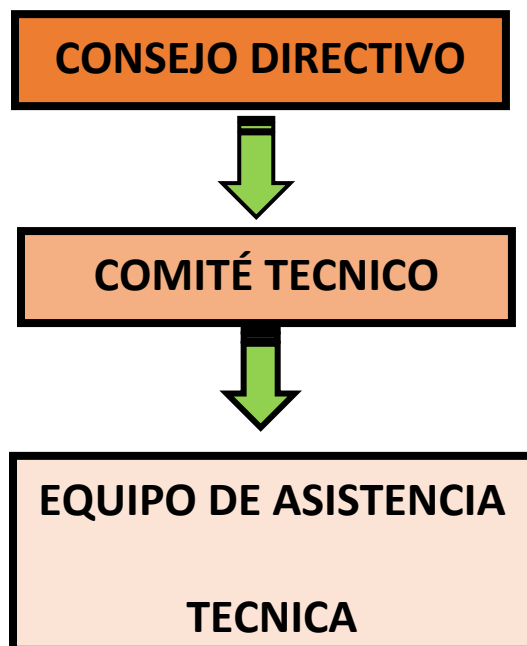 CONSEJO DIRECTIVO
COMITÉ TECNICO
EQUIPO DE ASISTENCIA
TECNICA